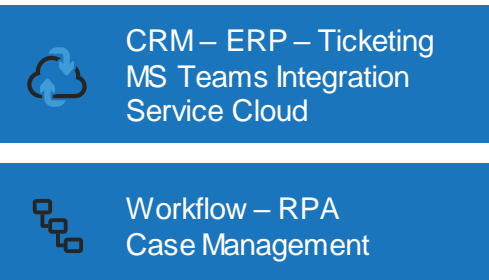 CRM – ERP – Ticketing
MS Teams Integration
Service Cloud
Workflow – RPA
Case Management